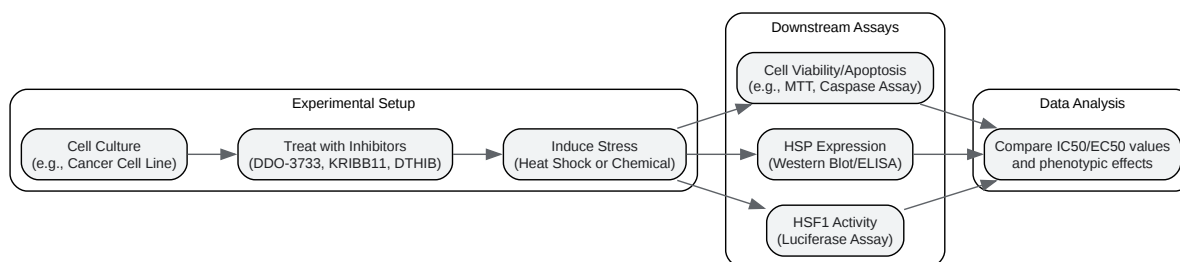 Experimental Setup
Cell Culture
(e.g., Cancer Cell Line)
Treat with Inhibitors
(DDO-3733, KRIBB11, DTHIB)
Induce Stress
(Heat Shock or Chemical)
Downstream Assays
Cell Viability/Apoptosis
(e.g., MTT, Caspase Assay)
HSP Expression
(Western Blot/ELISA)
HSF1 Activity
(Luciferase Assay)
Data Analysis
Compare IC50/EC50 values
and phenotypic effects